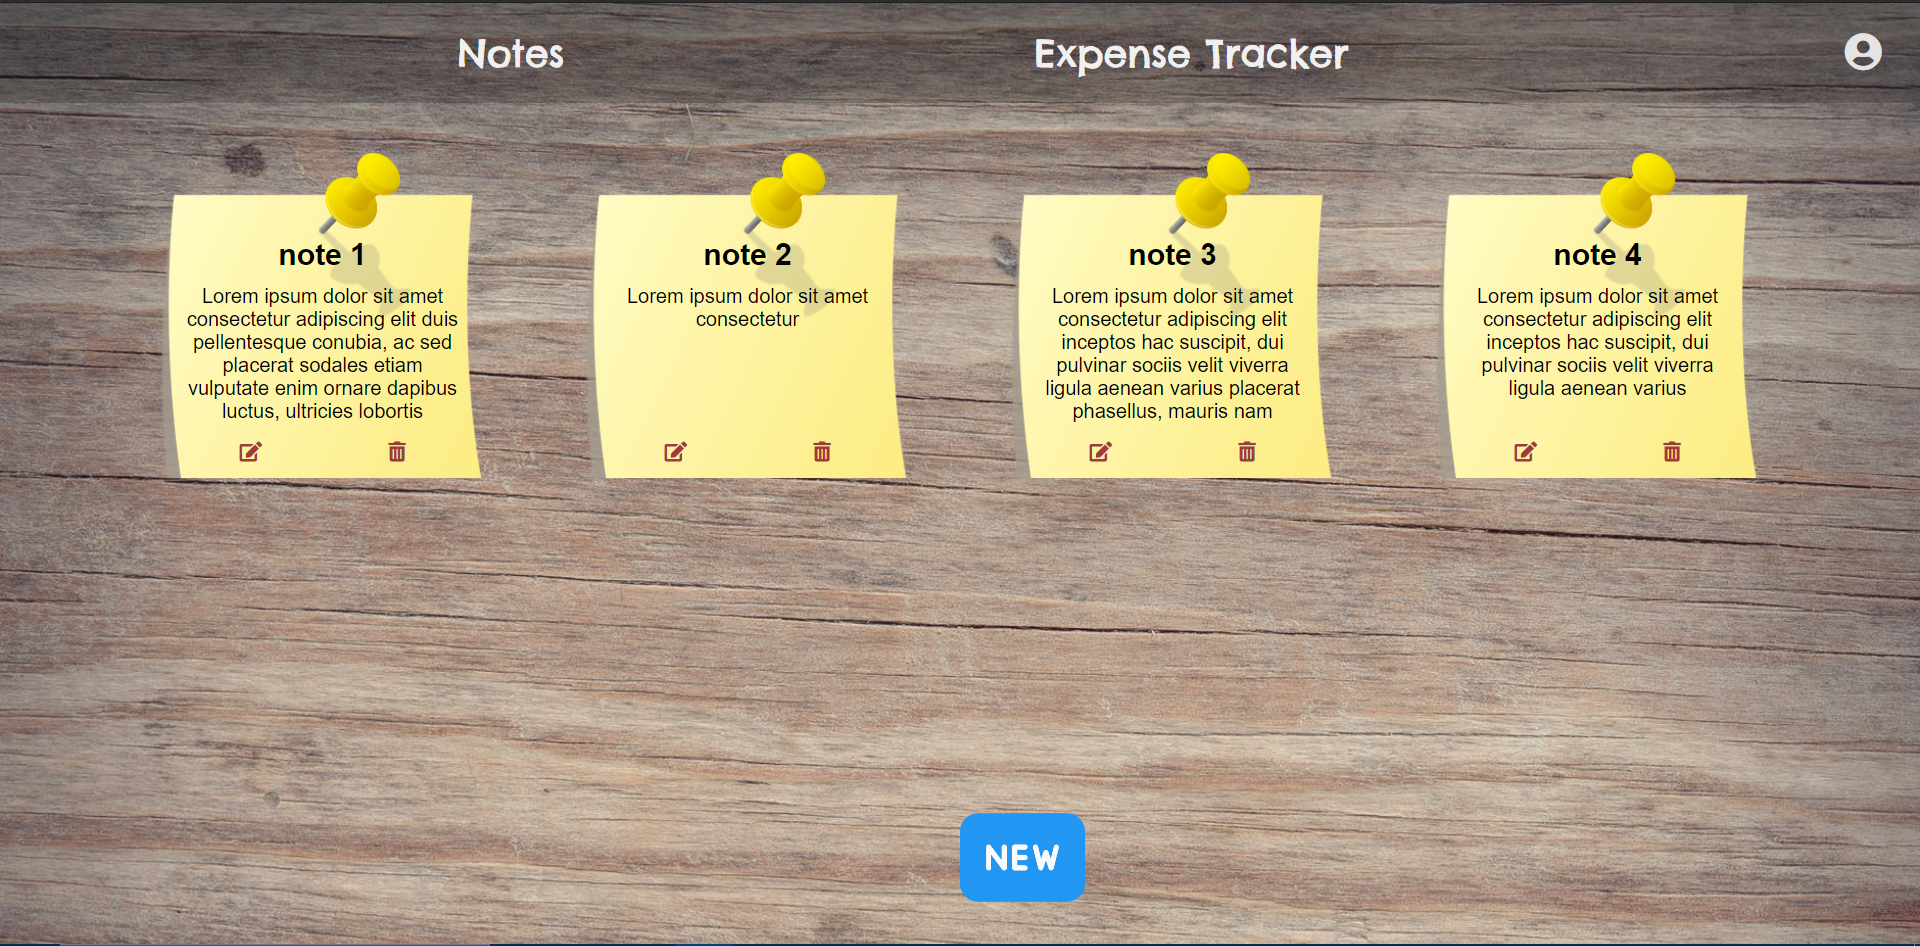 Notes
Expense Tracker
note 1
Lorem ipsum dolor sit amet
consectetur adipiscing elit duis
pellentesque conubia, ac sed
placerat sodales etiam
vulputate enim ornare dapibus
luctus, ultricies lobortis
note 2
Lorem ipsum dolor sit amet
consectetur
note 3
Lorem ipsum dolor sit amet
consectetur adipiscing elit
inceptos hac suscipit, dui
pulvinar sociis velit viverra
ligula aenean varius placerat
phasellus, mauris nam
note 4
Lorem ipsum dolor sit amet
consectetur adipiscing elit
inceptos hac suscipit, dui
pulvinar sociis velit viverra
ligula aenean varius
NEW